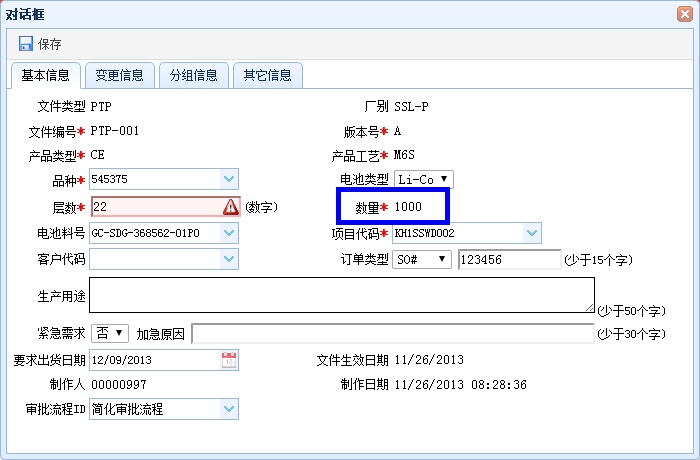 对话框
保存
基本信息 变更信息 分组信息 其它信息
文件类型 PTP 厂别 SSL-P
文件编号* PTP-001 版本号* A
产品类型* CE 产品工艺* M6S
品种* 545375 电池类型 Li-Co
层数* 22 (数字) 数量* 1000
电池料号 GC-SDG-368562-01P0 项目代码* KH1SSWD002
客户代码 订单类型 SO# 123456 (少于15个字)
生产用途 (少于50个字)
紧急需求 否 加急原因 (少于30个字)
要求出货日期 12/09/2013 文件生效日期 11/26/2013
制作人 00000997 制作日期 11/26/2013 08:28:36
审批流程ID 简化审批流程